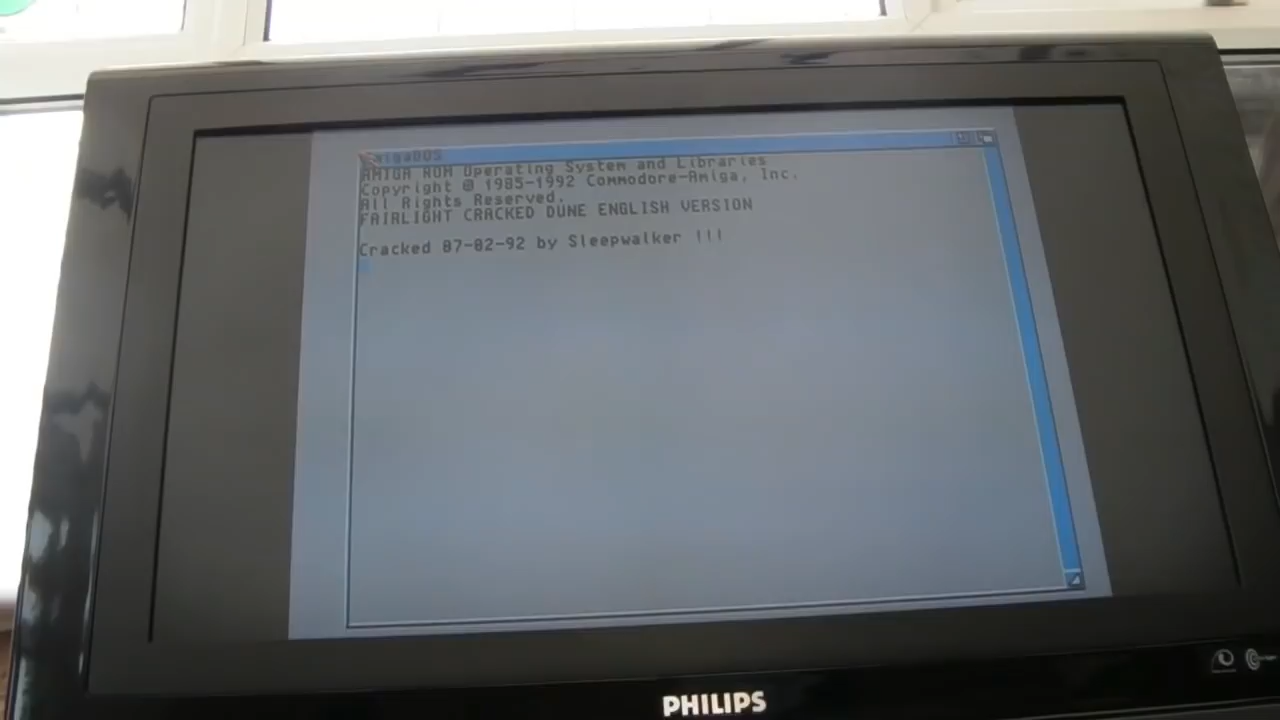 AmigaDOS
AMIGA ROM Operating System and Libraries
Copyright © 1985-1992 Commodore-Amiga, Inc.
All Rights Reserved.
FAIRLIGHT CRACKED DUNE ENGLISH VERSION
Cracked 07-02-92 by Sleepwalker !!!
PHILIPS